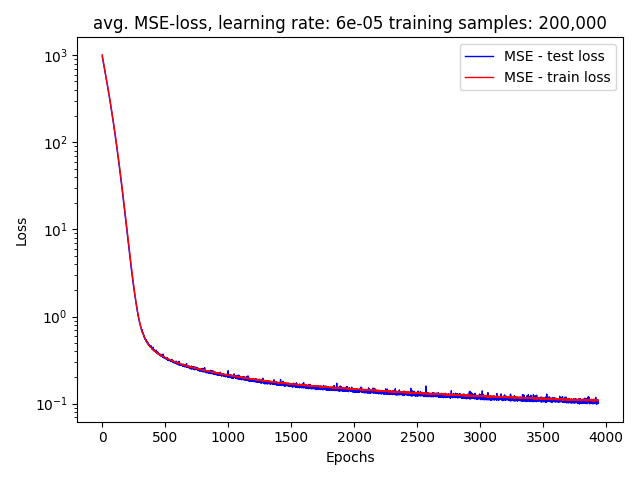 avg. MSE-loss, learning rate: 6e-05 training samples: 200,000
MSE - test loss
MSE - train loss
Loss
10³
10²
10¹
10⁰
10⁻¹
0 500 1000 1500 2000 2500 3000 3500 4000
Epochs